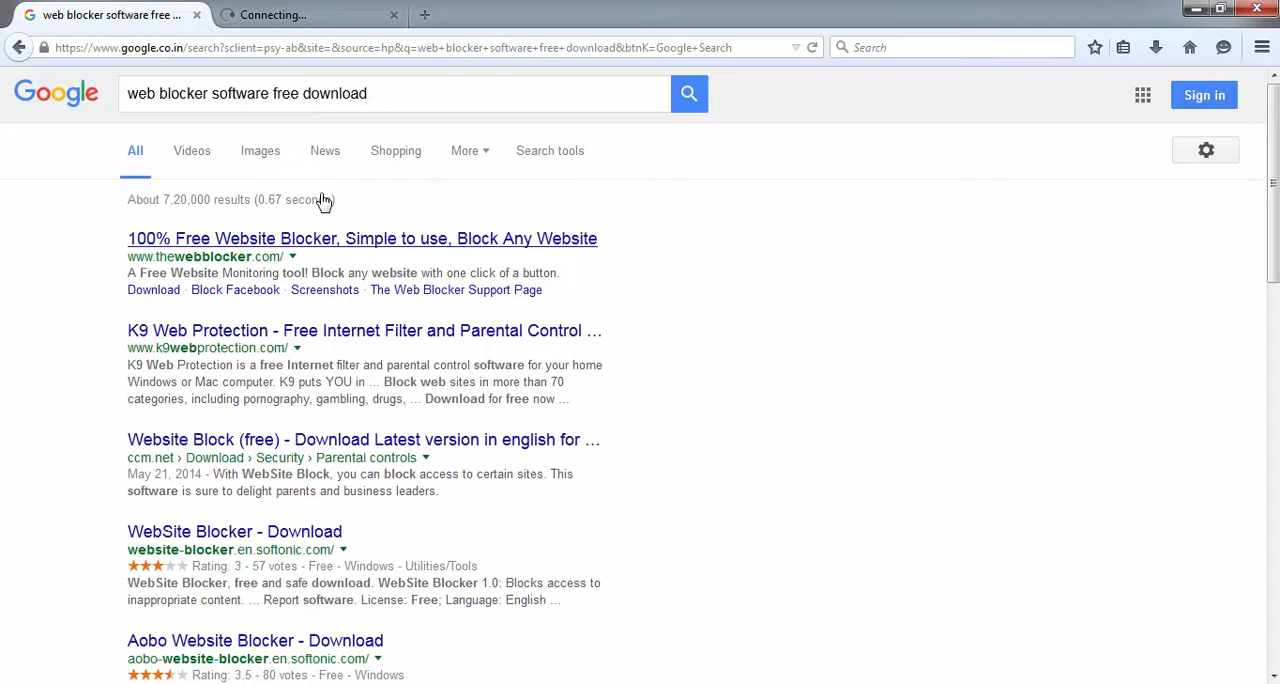 web blocker software free ...
Connecting...
https://www.google.co.in/search?sclient=psy-ab&site=&source=hp&q=web+blocker+software+free+download&btnK=Google+Search
Search
Google
web blocker software free download
Sign in
All
Videos
Images
News
Shopping
More
Search tools
About 7,20,000 results (0.67 seconds)
100% Free Website Blocker, Simple to use, Block Any Website
www.thewebblocker.com/
A Free Website Monitoring tool! Block any website with one click of a button.
Download · Block Facebook · Screenshots · The Web Blocker Support Page
K9 Web Protection - Free Internet Filter and Parental Control ...
www.k9webprotection.com/
K9 Web Protection is a free Internet filter and parental control software for your home
Windows or Mac computer. K9 puts YOU in ... Block web sites in more than 70
categories, including pornography, gambling, drugs, ... Download for free now ...
Website Block (free) - Download Latest version in english for ...
ccm.net › Download › Security › Parental controls
May 21, 2014 - With WebSite Block, you can block access to certain sites. This
software is sure to delight parents and business leaders.
WebSite Blocker - Download
website-blocker.en.softonic.com/
Rating: 3 - 57 votes - Free - Windows - Utilities/Tools
WebSite Blocker, free and safe download. WebSite Blocker 1.0: Blocks access to
inappropriate content. ... Report software. License: Free; Language: English ...
Aobo Website Blocker - Download
aobo-website-blocker.en.softonic.com/
Rating: 3.5 - 80 votes - Free - Windows